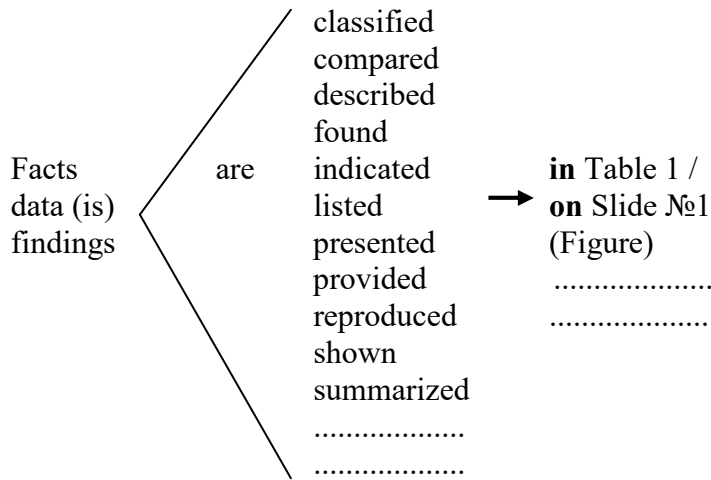 classified
compared
described
found
Facts are indicated in Table 1 /
data (is) listed on Slide №1
findings presented (Figure)
provided ....................
reproduced ....................
shown
summarized
...................
...................